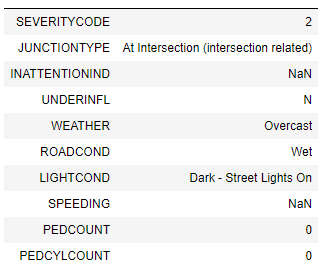 SEVERITYCODE 2
JUNCTIONTYPE At Intersection (intersection related)
INATTENTIONIND NaN
UNDERINFL N
WEATHER Overcast
ROADCOND Wet
LIGHTCOND Dark - Street Lights On
SPEEDING NaN
PEDCOUNT 0
PEDCYLCOUNT 0